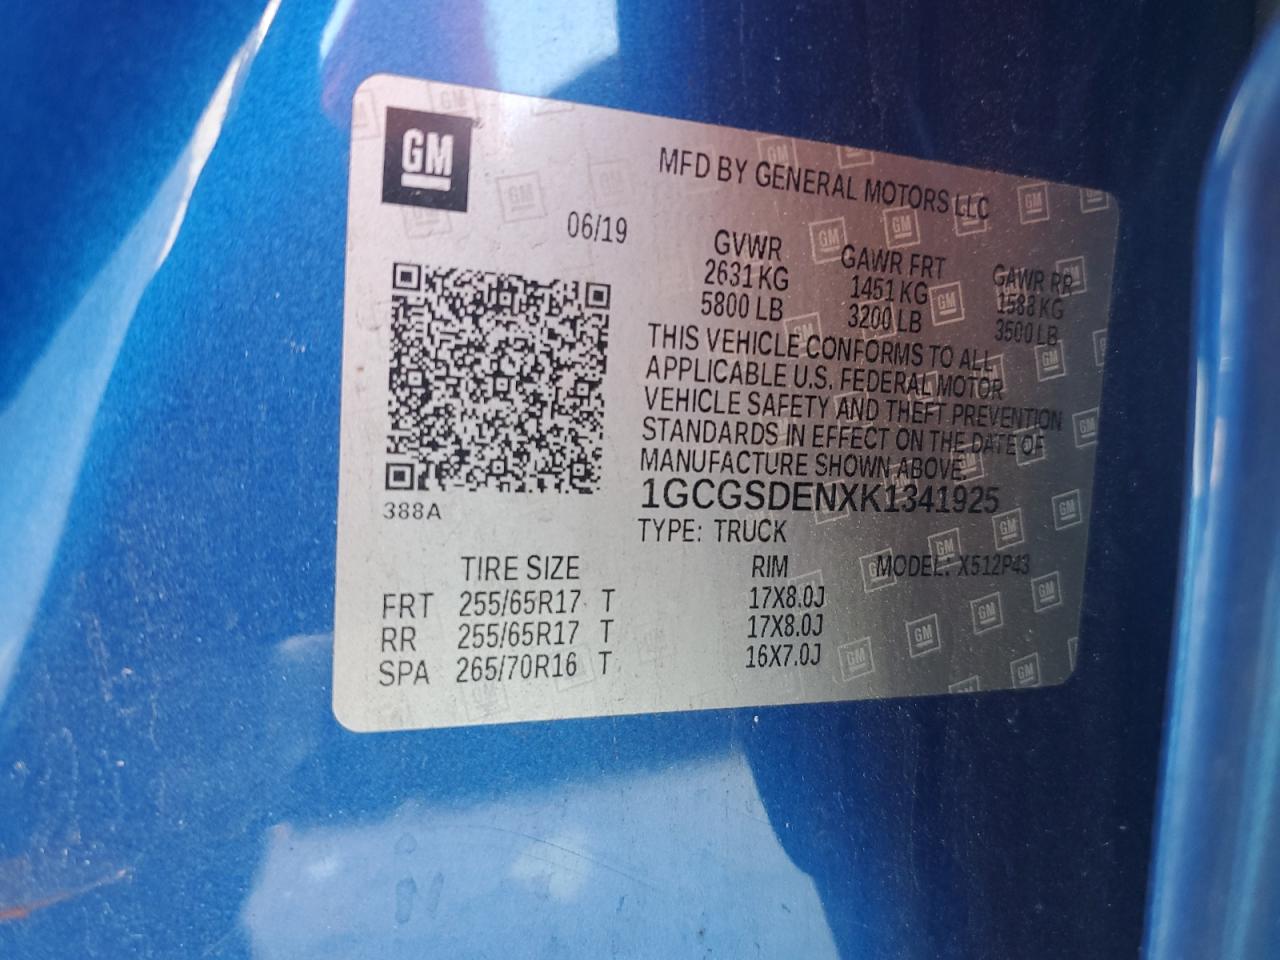 GM
MFD BY GENERAL MOTORS LLC
06/19
GVWR GAWR FRT GAWR RR
2631 KG 1451 KG 1588 KG
5800 LB 3200 LB 3500 LB
THIS VEHICLE CONFORMS TO ALL
APPLICABLE U.S. FEDERAL MOTOR
VEHICLE SAFETY AND THEFT PREVENTION
STANDARDS IN EFFECT ON THE DATE OF
MANUFACTURE SHOWN ABOVE.
1GCGSDENXK1341925
388A
TYPE: TRUCK
TIRE SIZE RIM MODEL: X512P43
FRT 255/65R17 T 17X8.0J
RR 255/65R17 T 17X8.0J
SPA 265/70R16 T 16X7.0J